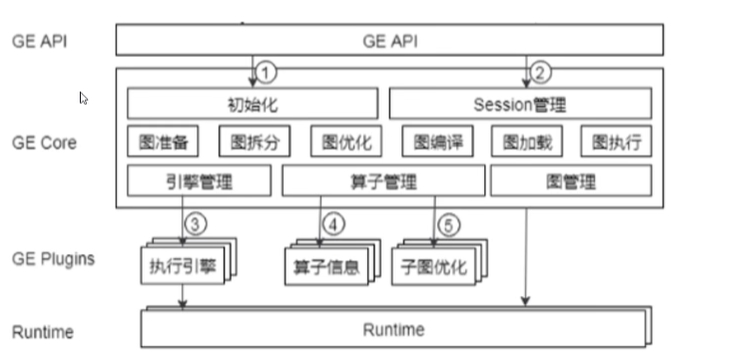 GE API
GE API
① ②
初始化 Session管理
GE Core
图准备 图拆分 图优化 图编译 图加载 图执行
引擎管理 算子管理 图管理
③ ④ ⑤
GE Plugins
执行引擎 算子信息 子图优化
Runtime
Runtime